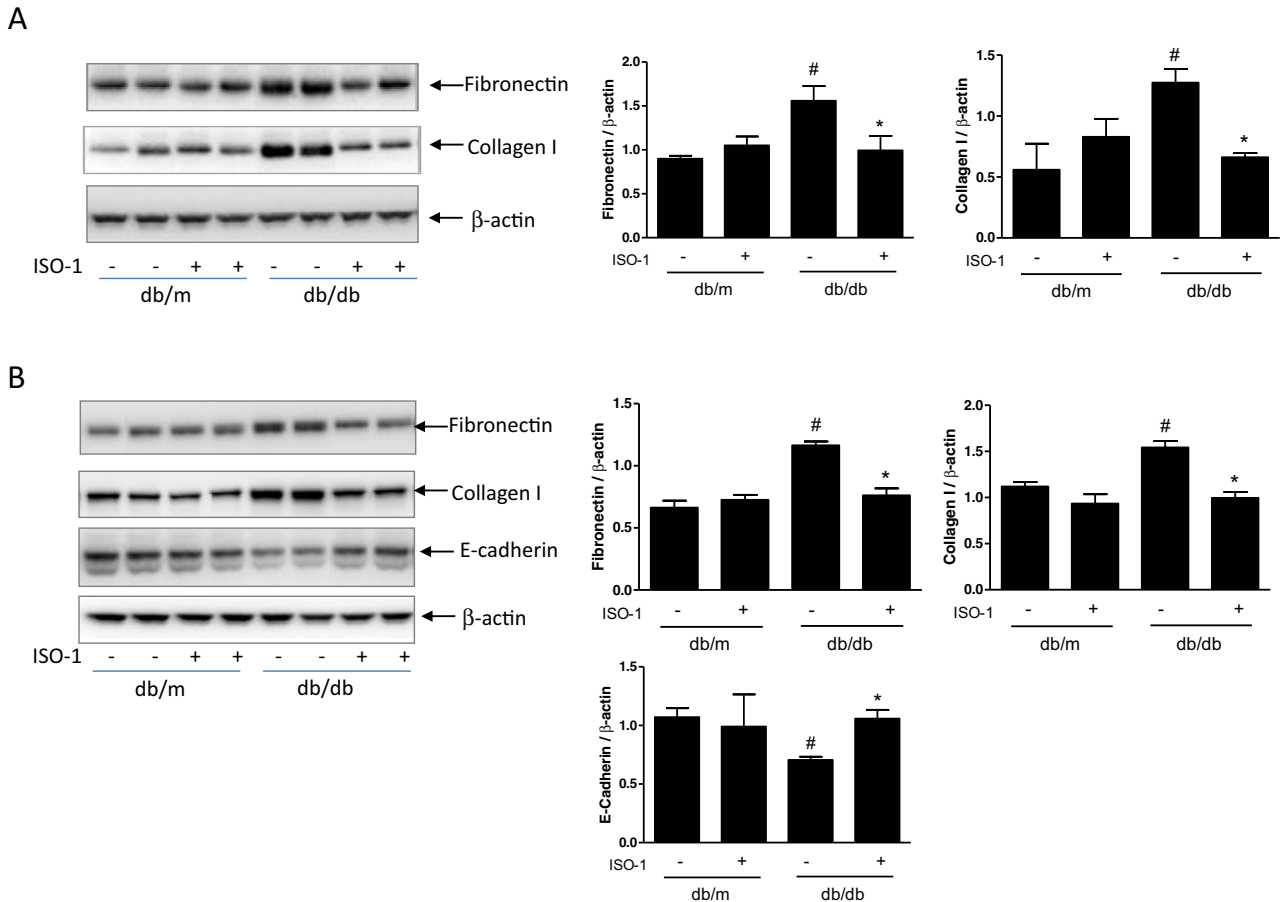 A
Fibronectin
Collagen I
β-actin
ISO-1 - - + + - - + +
db/m db/db
Fibronectin / β-actin
2.0
1.5
1.0
0.5
0.0
#
*
ISO-1 - + - +
db/m db/db
Collagen I / β-actin
1.5
1.0
0.5
0.0
#
*
ISO-1 - + - +
db/m db/db
B
Fibronectin
Collagen I
E-cadherin
β-actin
ISO-1 - - + + - - + +
db/m db/db
Fibronectin / β-actin
1.5
1.0
0.5
0.0
#
*
ISO-1 - + - +
db/m db/db
Collagen I / β-actin
2.0
1.5
1.0
0.5
0.0
#
*
ISO-1 - + - +
db/m db/db
E-Cadherin / β-actin
1.5
1.0
0.5
0.0
#
*
ISO-1 - + - +
db/m db/db